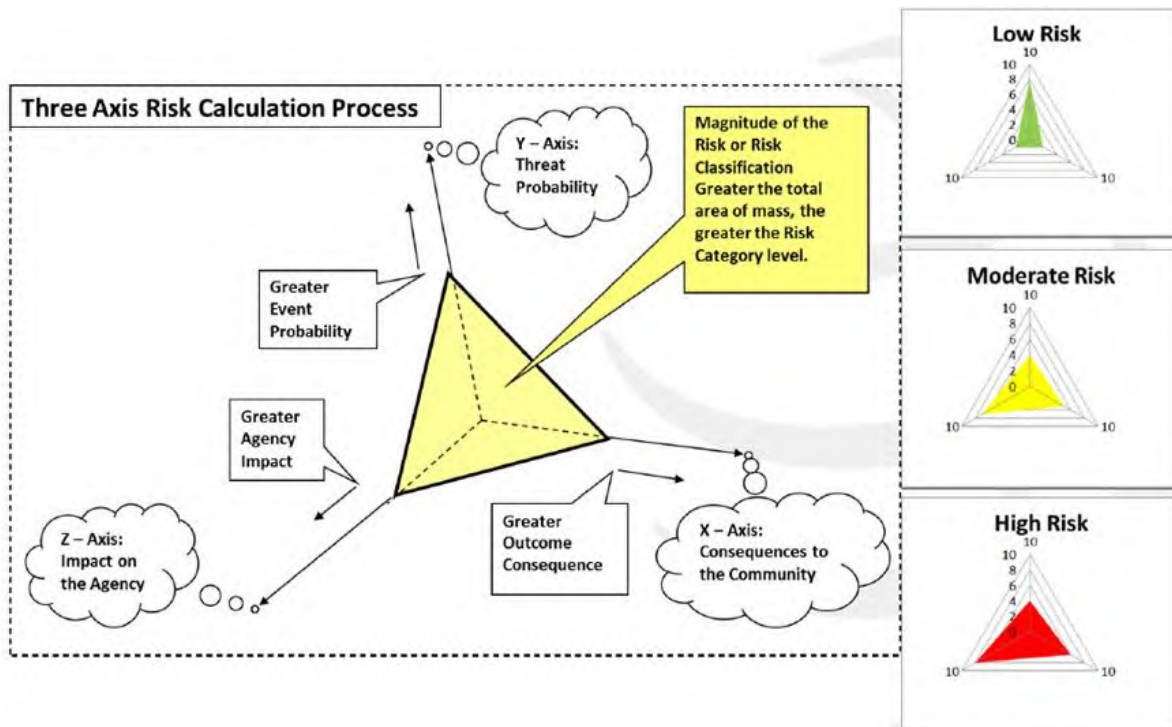 Three Axis Risk Calculation Process
Y – Axis:
Threat
Probability
Magnitude of the
Risk or Risk
Classification
Greater the total
area of mass, the
greater the Risk
Category level.
Greater
Event
Probability
Greater
Agency
Impact
Z – Axis:
Impact on
the Agency
Greater
Outcome
Consequence
X – Axis:
Consequences to
the Community
Low Risk
10
10
8
6
4
2
0
10
10
Moderate Risk
10
10
8
6
4
2
0
10
10
High Risk
10
10
8
6
4
2
0
10
10